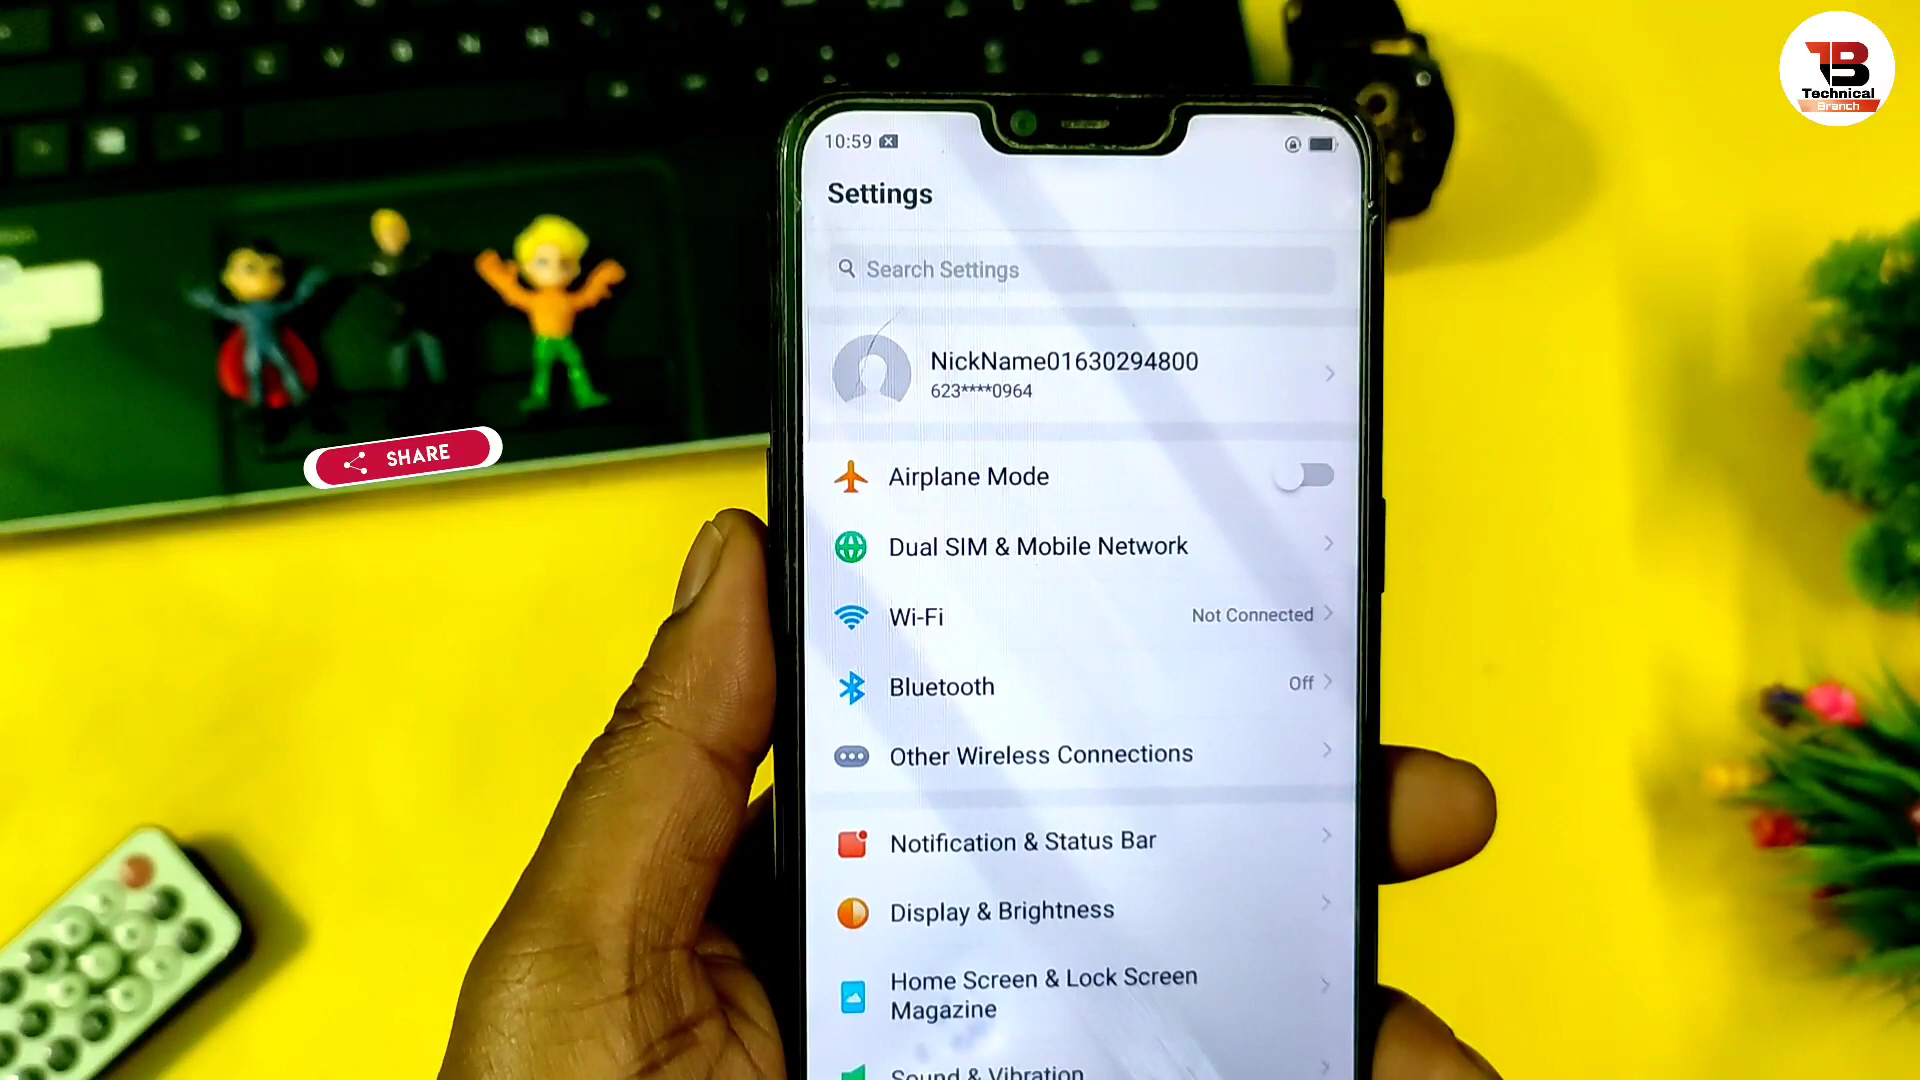 Technical
Branch
10:59
Settings
Search Settings
NickName01630294800
623****0964
SHARE
Airplane Mode
Dual SIM & Mobile Network
Wi-Fi Not Connected
Bluetooth Off
Other Wireless Connections
Notification & Status Bar
Display & Brightness
Home Screen & Lock Screen
Magazine
Sound & Vibration